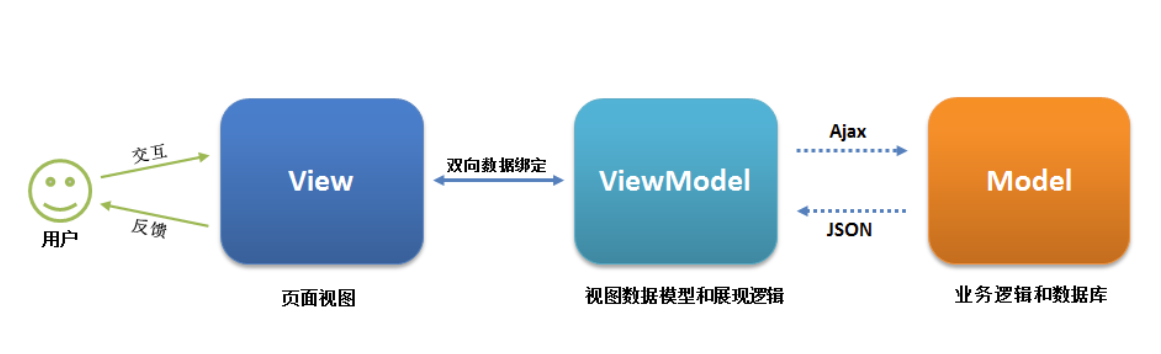 交互
反馈
用户
View
页面视图
双向数据绑定
ViewModel
视图数据模型和展现逻辑
Ajax
JSON
Model
业务逻辑和数据库